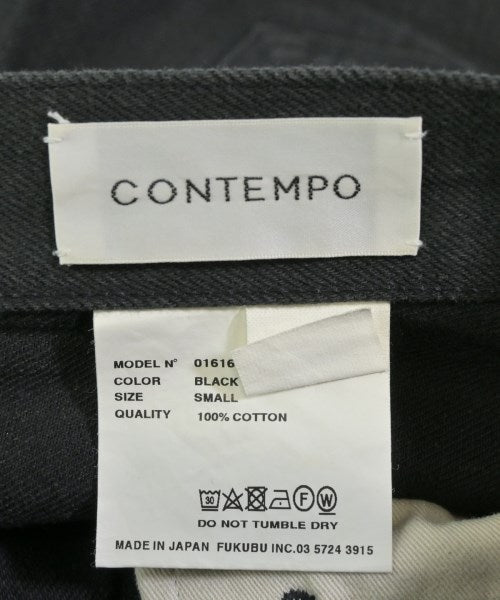 CONTEMPO
MODEL N° 01616
COLOR BLACK
SIZE SMALL
QUALITY 100% COTTON
30 F W
DO NOT TUMBLE DRY
MADE IN JAPAN FUKUBU INC.03 5724 3915